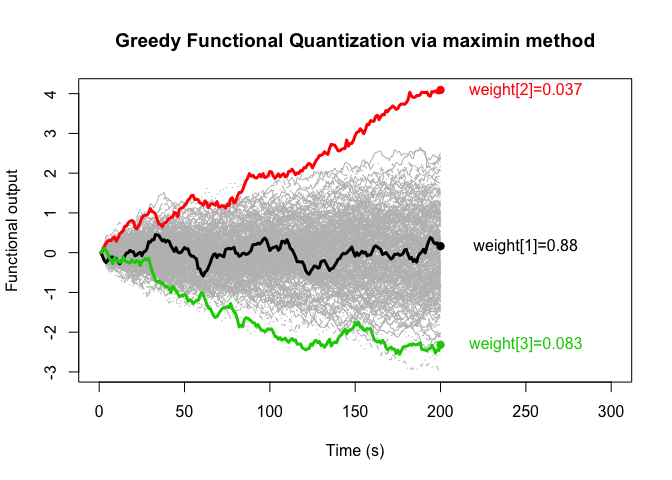 Greedy Functional Quantization via maximin method
Functional output
4
3
2
1
0
-1
-2
-3
weight[2]=0.037
weight[1]=0.88
weight[3]=0.083
0 50 100 150 200 250 300
Time (s)